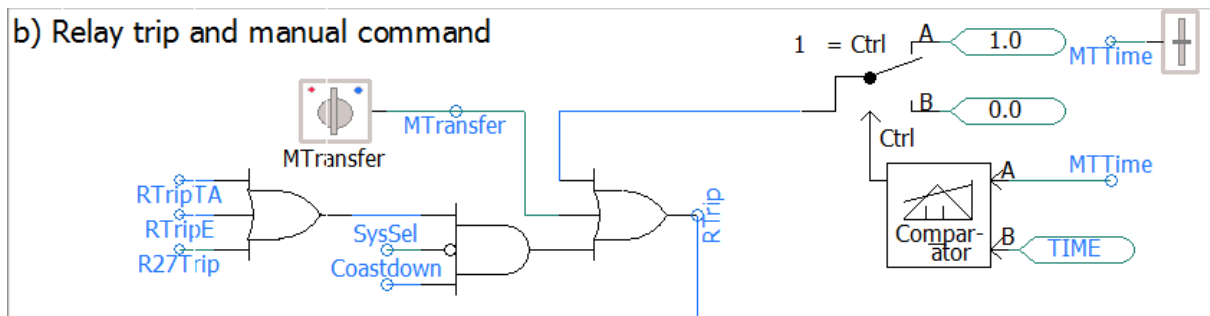 b) Relay trip and manual command
1 = Ctrl
A
1.0
MTTime
B
0.0
MTransfer
MTransfer
Ctrl
RTripTA
RTripE
R27Trip
SysSel
Coastdown
RTrip
A
MTTime
Compar-
ator
B
TIME